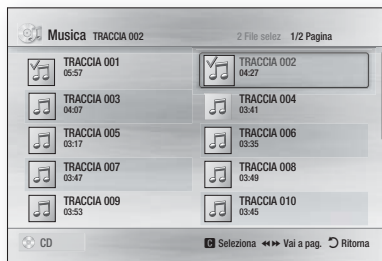 Musica TRACCIA 002 2 File selez 1/2 Pagina
TRACCIA 001 TRACCIA 002
05:57 04:27
TRACCIA 003 TRACCIA 004
04:07 03:41
TRACCIA 005 TRACCIA 006
03:17 03:35
TRACCIA 007 TRACCIA 008
03:47 03:49
TRACCIA 009 TRACCIA 010
03:53 03:45
CD C Seleziona Vai a pag. Ritorna